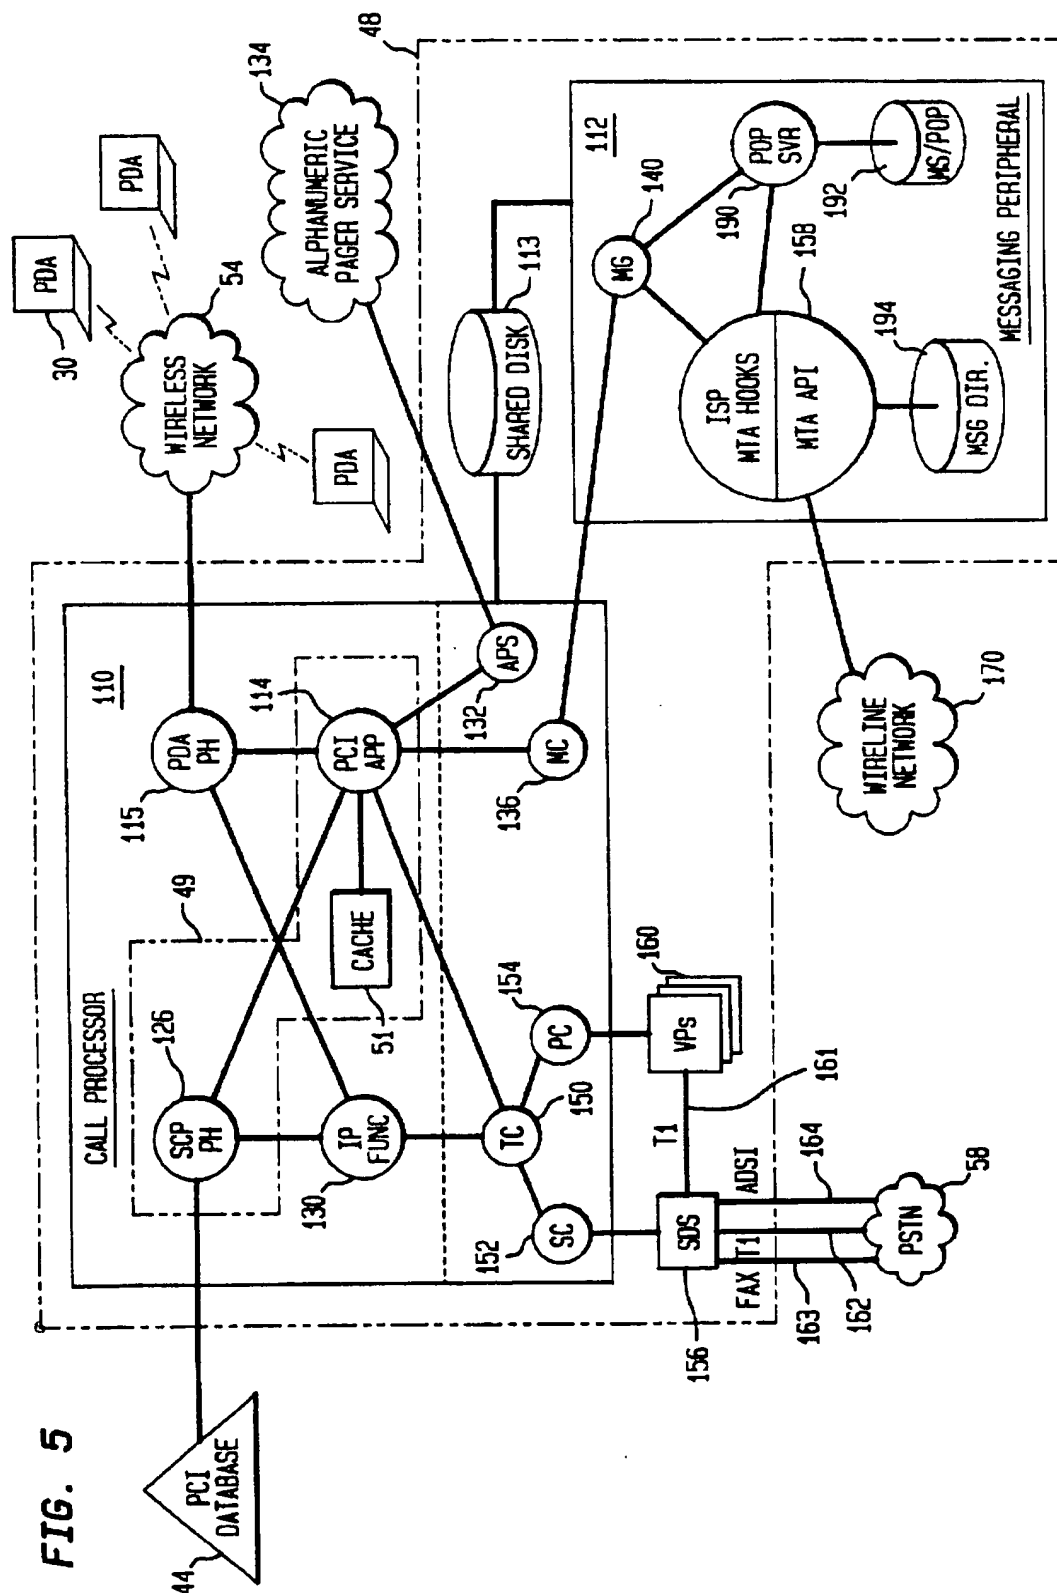 FIG. 5
44
PCI
DATABASE
CALL PROCESSOR
110
126
SCP
PH
49
115
PDA
PH
114
PCI
APP
CACHE
51
130
IP
FUNC
TC
150
152
SC
PC
154
132
APS
136
MC
WIRELESS
NETWORK
54
30
PDA
PDA
PDA
134
ALPHANUMERIC
PAGER SERVICE
48
SHARED DISK
113
112
MG
140
POP
SVR
190
MS/POP
192
ISP
MTA HOOKS
MTA API
158
MSG DIR.
194
MESSAGING PERIPHERAL
WIRELINE
NETWORK
170
VPs
160
T1
161
SDS
156
FAX
T1
ADSI
163
162
164
PSTN
58